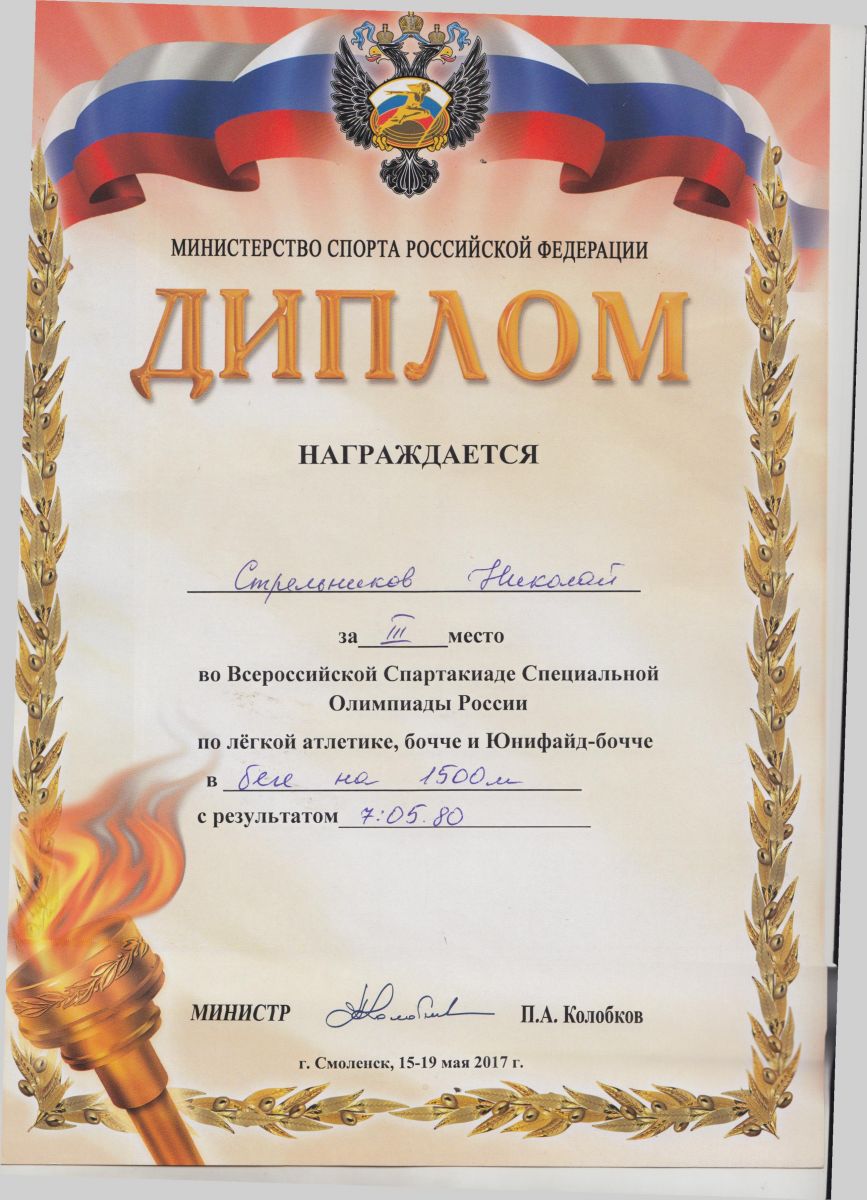 МИНИСТЕРСТВО СПОРТА РОССИЙСКОЙ ФЕДЕРАЦИИ
ДИПЛОМ
НАГРАЖДАЕТСЯ
Стрельников Николай
за III место
во Всероссийской Спартакиаде Специальной
Олимпиады России
по лёгкой атлетике, бочче и Юнифайд-бочче
в беге на 1500м
с результатом 7:05.80
МИНИСТР П.А. Колобков
г. Смоленск, 15-19 мая 2017 г.